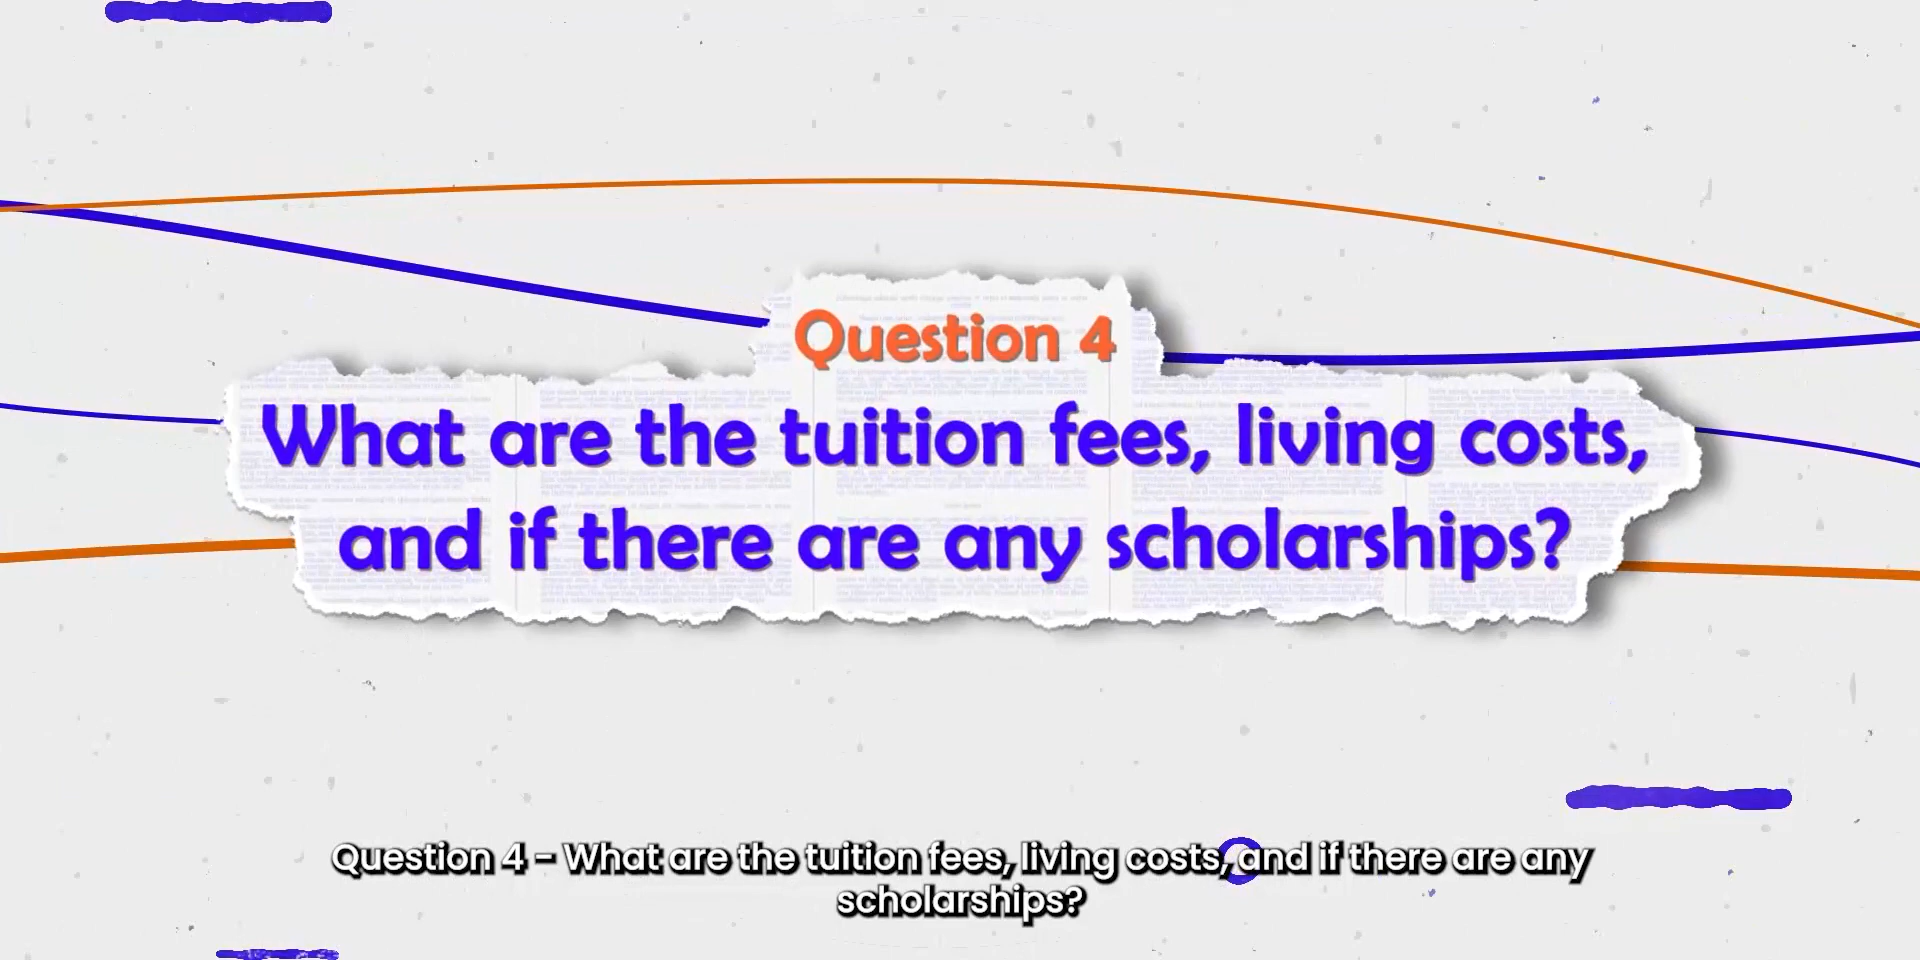 Question 4
What are the tuition fees, living costs,
and if there are any scholarships?
Question 4 - What are the tuition fees, living costs, and if there are any
scholarships?